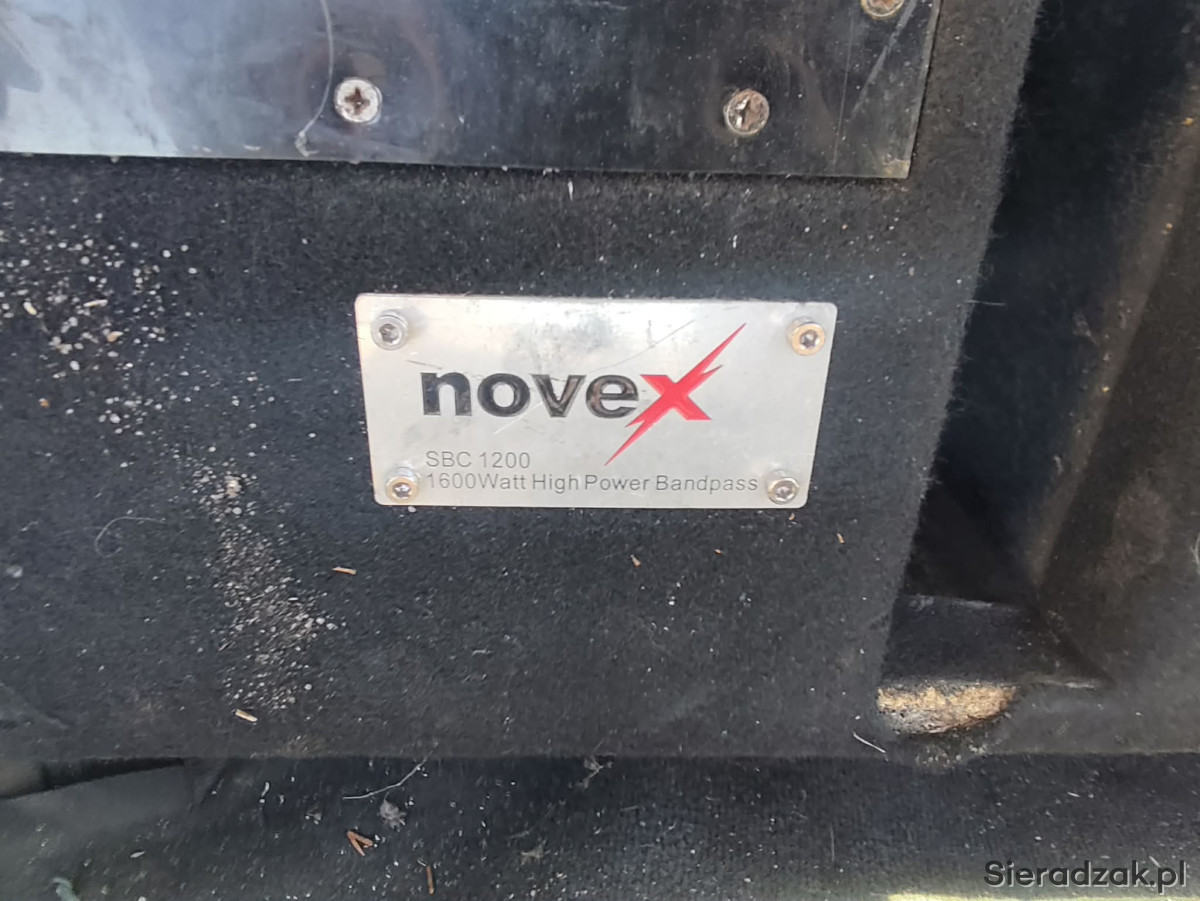 novex
SBC 1200
1600Watt High Power Bandpass
Sieradzak.pl